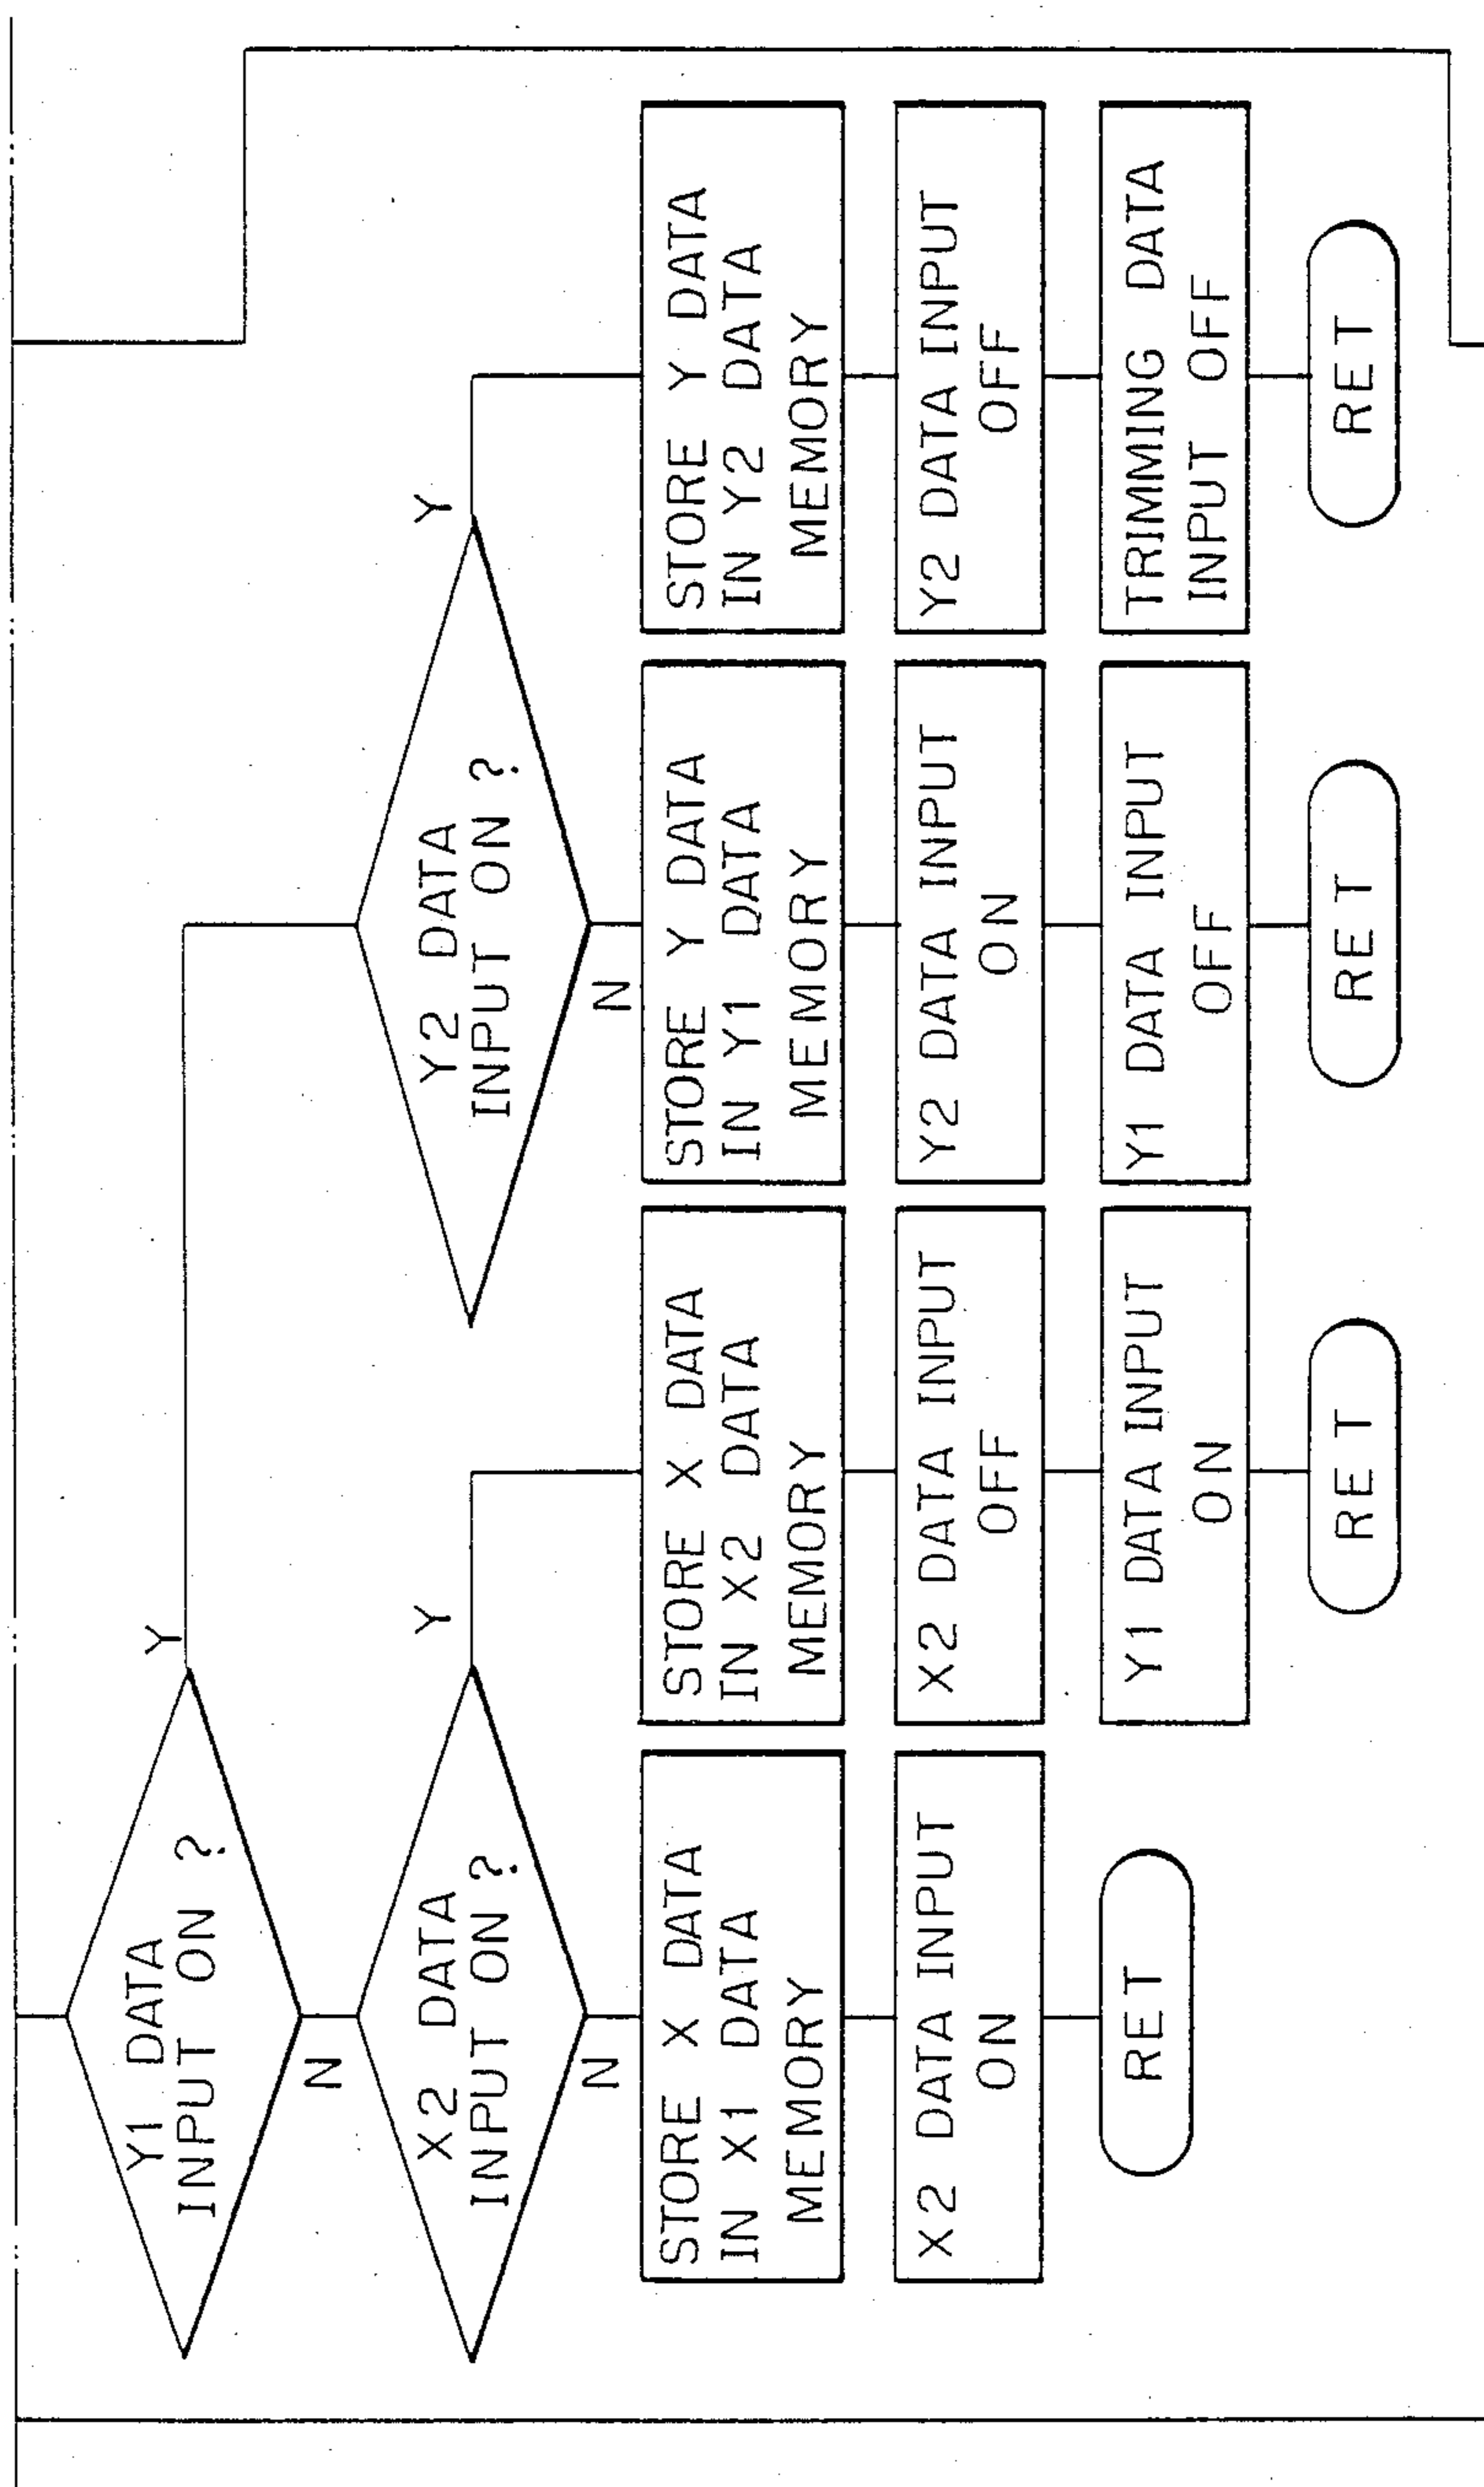 Y1 DATA
INPUT ON ?
Y
N
X2 DATA
INPUT ON ?
Y
N
Y2 DATA
INPUT ON ?
Y
N
STORE X DATA
IN X1 DATA
MEMORY
X2 DATA INPUT
ON
RET
STORE X DATA
IN X2 DATA
MEMORY
X2 DATA INPUT
OFF
Y1 DATA INPUT
ON
RET
STORE Y DATA
IN Y1 DATA
MEMORY
Y2 DATA INPUT
ON
Y1 DATA INPUT
OFF
RET
STORE Y DATA
IN Y2 DATA
MEMORY
Y2 DATA INPUT
OFF
TRIMMING DATA
INPUT OFF
RET